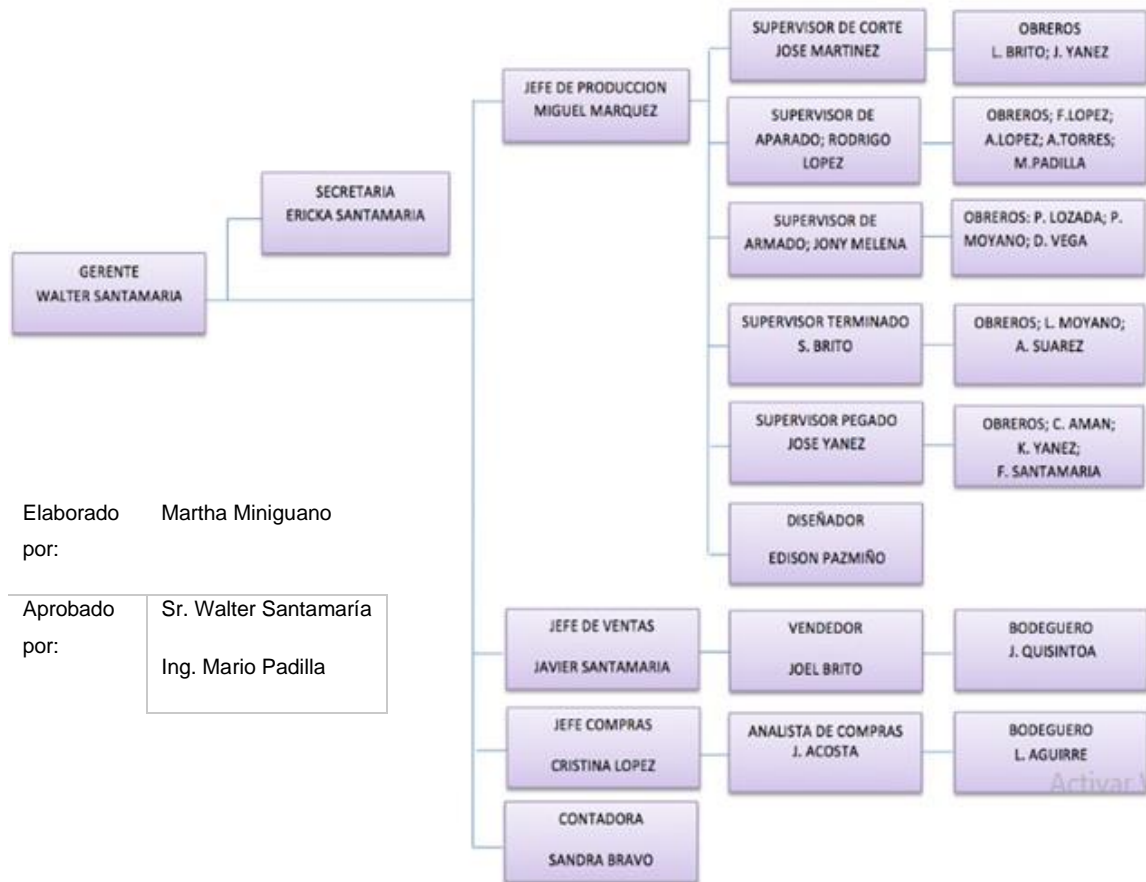 GERENTE
WALTER SANTAMARIA
SECRETARIA
ERICKA SANTAMARIA
JEFE DE PRODUCCION
MIGUEL MARQUEZ
SUPERVISOR DE CORTE
JOSE MARTINEZ
OBREROS
L. BRITO; J. YANEZ
SUPERVISOR DE
APARADO; RODRIGO
LOPEZ
OBREROS; F.LOPEZ;
A.LOPEZ; A.TORRES;
M.PADILLA
SUPERVISOR DE
ARMADO; JONY MELENA
OBREROS: P. LOZADA; P.
MOYANO; D. VEGA
SUPERVISOR TERMINADO
S. BRITO
OBREROS; L. MOYANO;
A. SUAREZ
SUPERVISOR PEGADO
JOSE YANEZ
OBREROS; C. AMAN;
K. YANEZ;
F. SANTAMARIA
DISEÑADOR
EDISON PAZMIÑO
JEFE DE VENTAS
JAVIER SANTAMARIA
VENDEDOR
JOEL BRITO
BODEGUERO
J. QUISINTOA
JEFE COMPRAS
CRISTINA LOPEZ
ANALISTA DE COMPRAS
J. ACOSTA
BODEGUERO
L. AGUIRRE
CONTADORA
SANDRA BRAVO
Elaborado Martha Miniguano
por:
Aprobado Sr. Walter Santamaría
por:
Ing. Mario Padilla
Activar